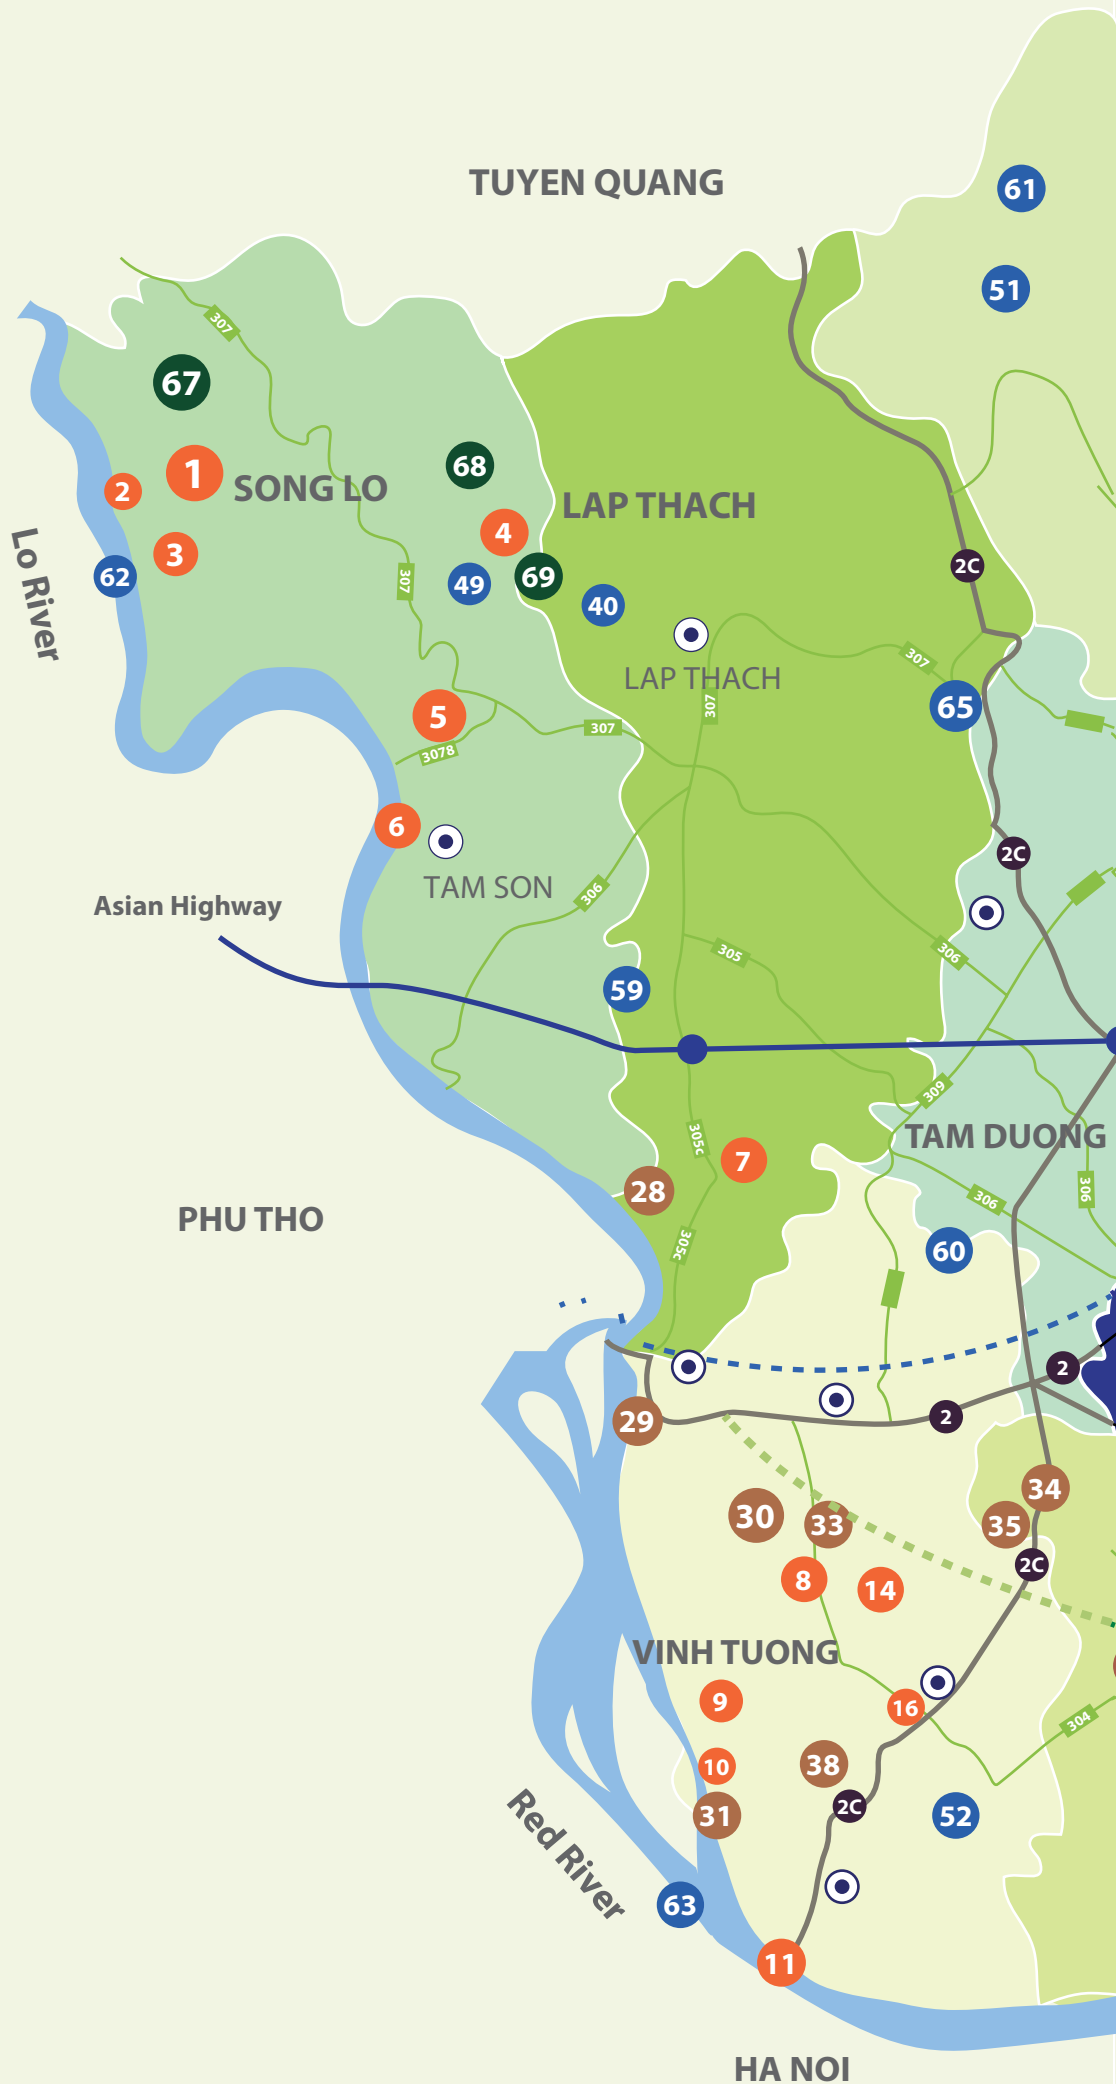 TUYEN QUANG
61
51
307
67
1
SONG LO
2
68
LAP THACH
4
3
Lo River
62
307
49
69
40
2C
LAP THACH
307
307
65
5
307
3078
6
TAM SON
2C
306
Asian Highway
305
306
59
309
305c
TAM DUONG
7
28
306
306
PHU THO
305c
60
2
29
2
34
30
33
35
2C
8
14
VINH TUONG
9
16
304
10
38
31
2C
52
Red River
63
11
HA NOI